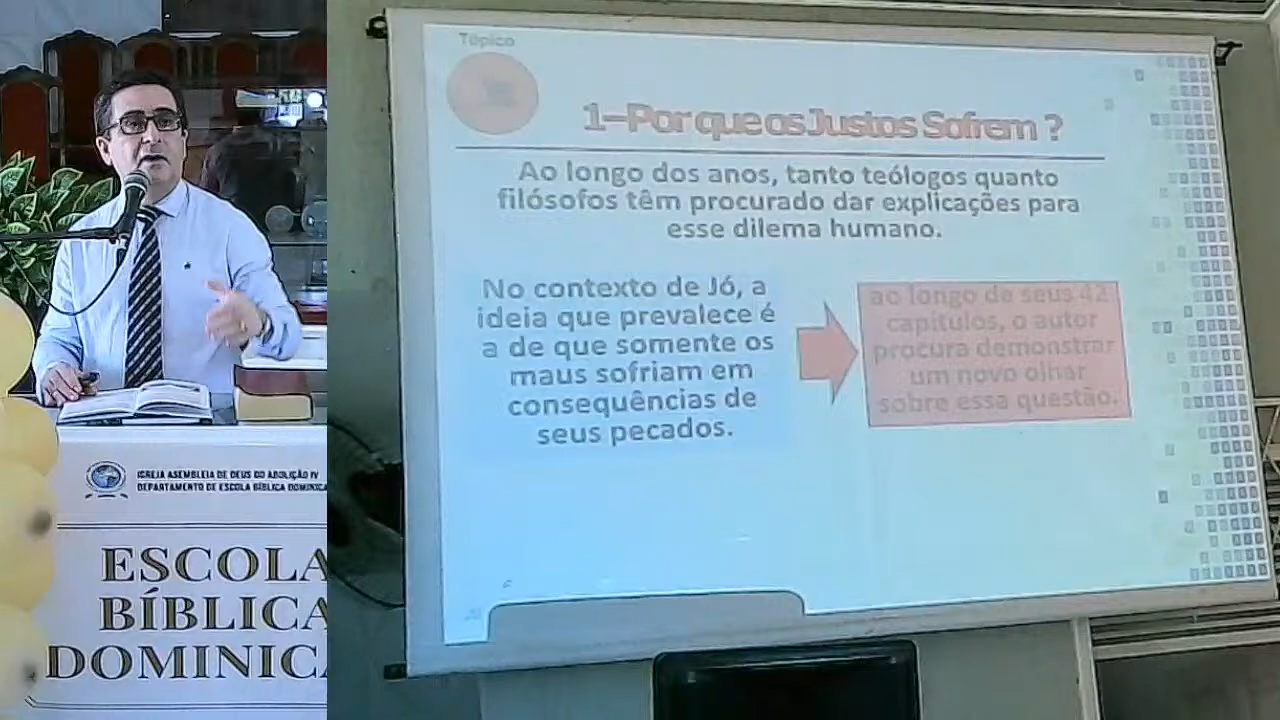 Tópico
1–Por que os Justos Sofrem ?
Ao longo dos anos, tanto teólogos quanto
filósofos têm procurado dar explicações para
esse dilema humano.
No contexto de Jó, a
ideia que prevalece é
a de que somente os
maus sofriam em
consequências de
seus pecados.
ao longo de seus 42
capítulos, o autor
procura demonstrar
um novo olhar
sobre essa questão.
IGREJA ASEMBLEIA DE DEUS DO ABOLIÇÃO IV
DEPARTAMENTO DE ESCOLA BÍBLICA DOMINICA
ESCOLA
BÍBLICA
DOMINICA